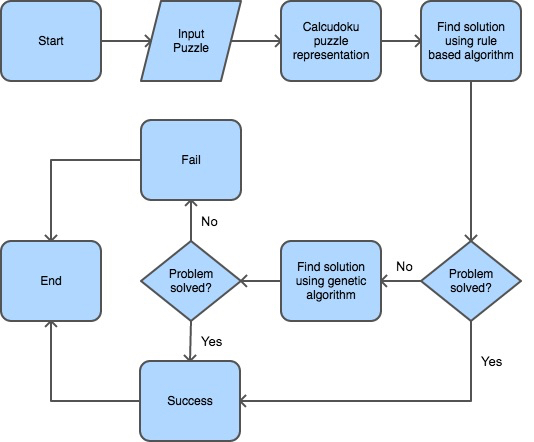 Start
Input
Puzzle
Calcudoku
puzzle
representation
Find solution
using rule
based algorithm
Fail
No
End
Problem
solved?
Find solution
using genetic
algorithm
No
Problem
solved?
Yes
Yes
Success